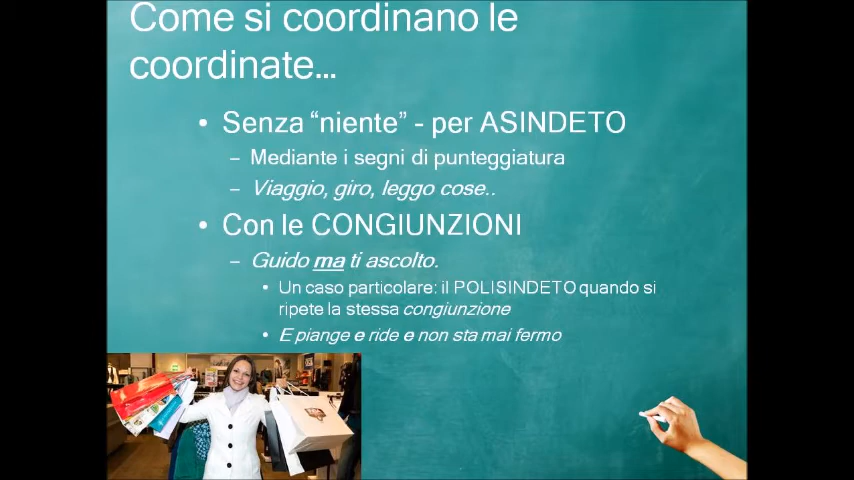 Come si coordinano le
coordinate...
• Senza “niente” - per ASINDETO
– Mediante i segni di punteggiatura
– Viaggio, giro, leggo cose..
• Con le CONGIUNZIONI
– Guido ma ti ascolto.
• Un caso particolare: il POLISINDETO quando si
ripete la stessa congiunzione
• E piange e ride e non sta mai fermo